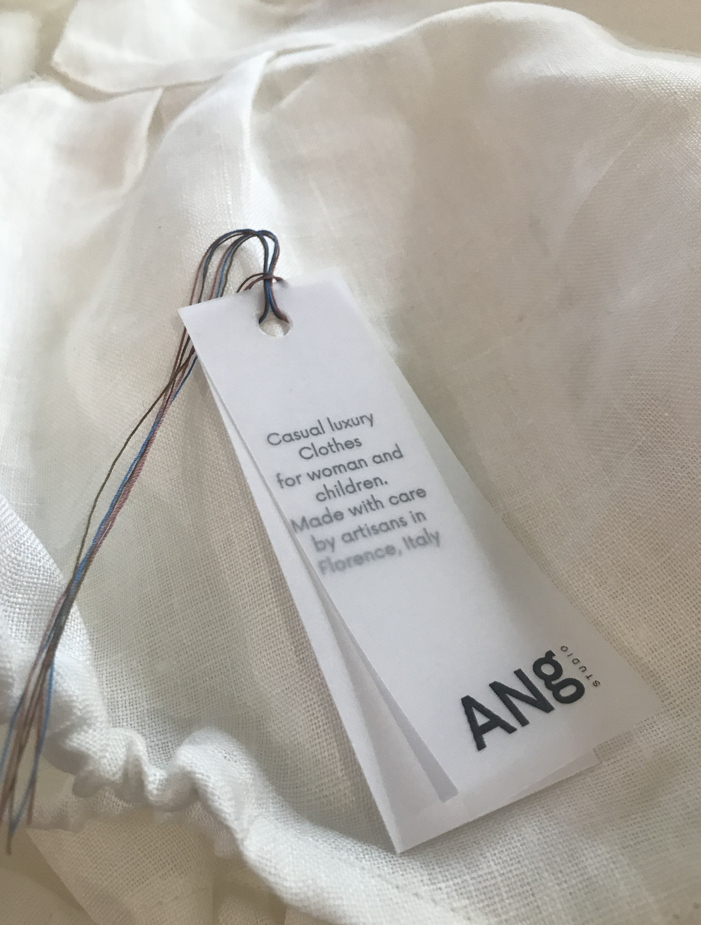 Casual luxury
Clothes
for woman and
children.
Made with care
by artisans in
Florence, Italy
ANg
STUDIO